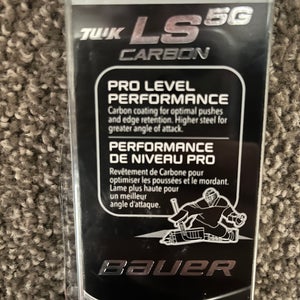 TUUK LS5G
CARBON
PRO LEVEL
PERFORMANCE
Carbon coating for optimal pushes
and edge retention. Higher steel for
greater angle of attack.
PERFORMANCE
DE NIVEAU PRO
Revêtement de Carbone pour
optimiser les poussées et le mordant.
Lame plus haute pour
un meilleur
angle d'attaque.
BAUER